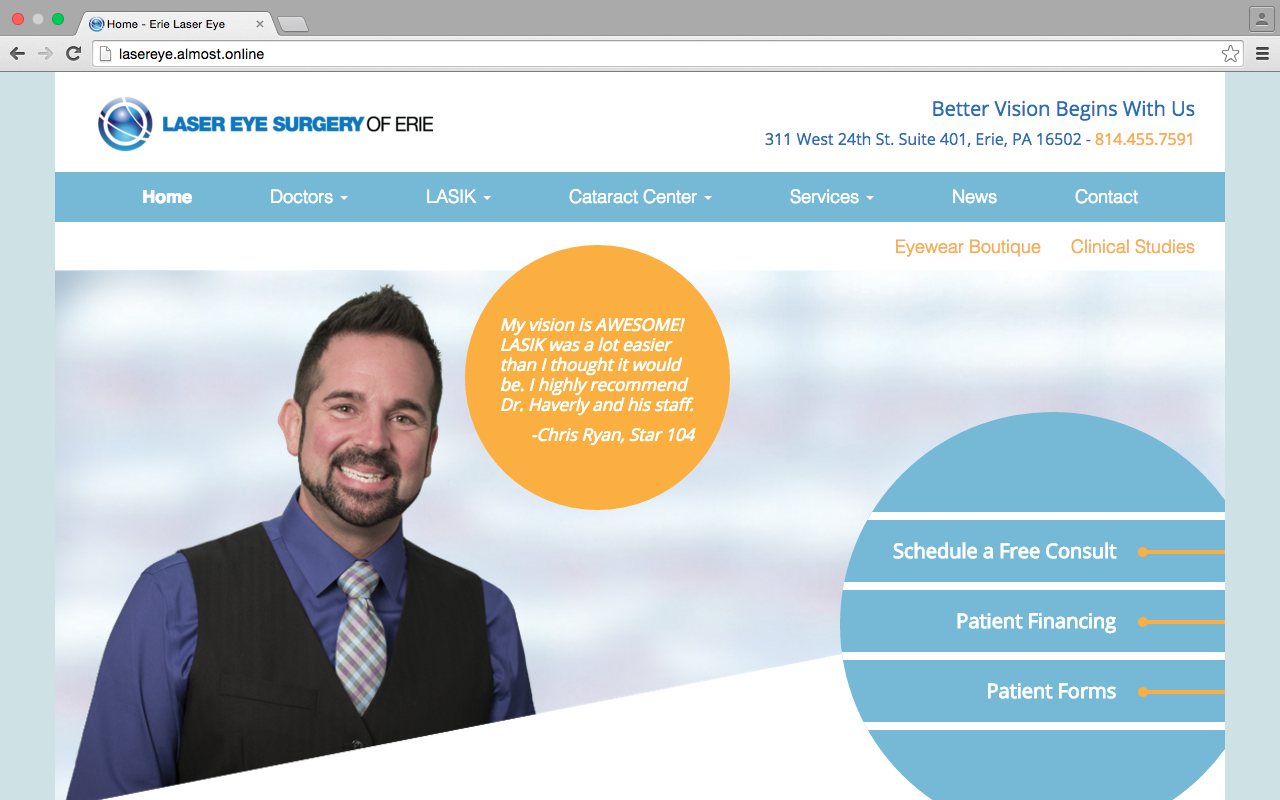 Home - Erie Laser Eye
lasereye.almost.online
LASER EYE SURGERY OF ERIE
Better Vision Begins With Us
311 West 24th St. Suite 401, Erie, PA 16502 - 814.455.7591
Home Doctors LASIK Cataract Center Services News Contact
Eyewear Boutique Clinical Studies
My vision is AWESOME!
LASIK was a lot easier
than I thought it would
be. I highly recommend
Dr. Haverly and his staff.
-Chris Ryan, Star 104
Schedule a Free Consult
Patient Financing
Patient Forms